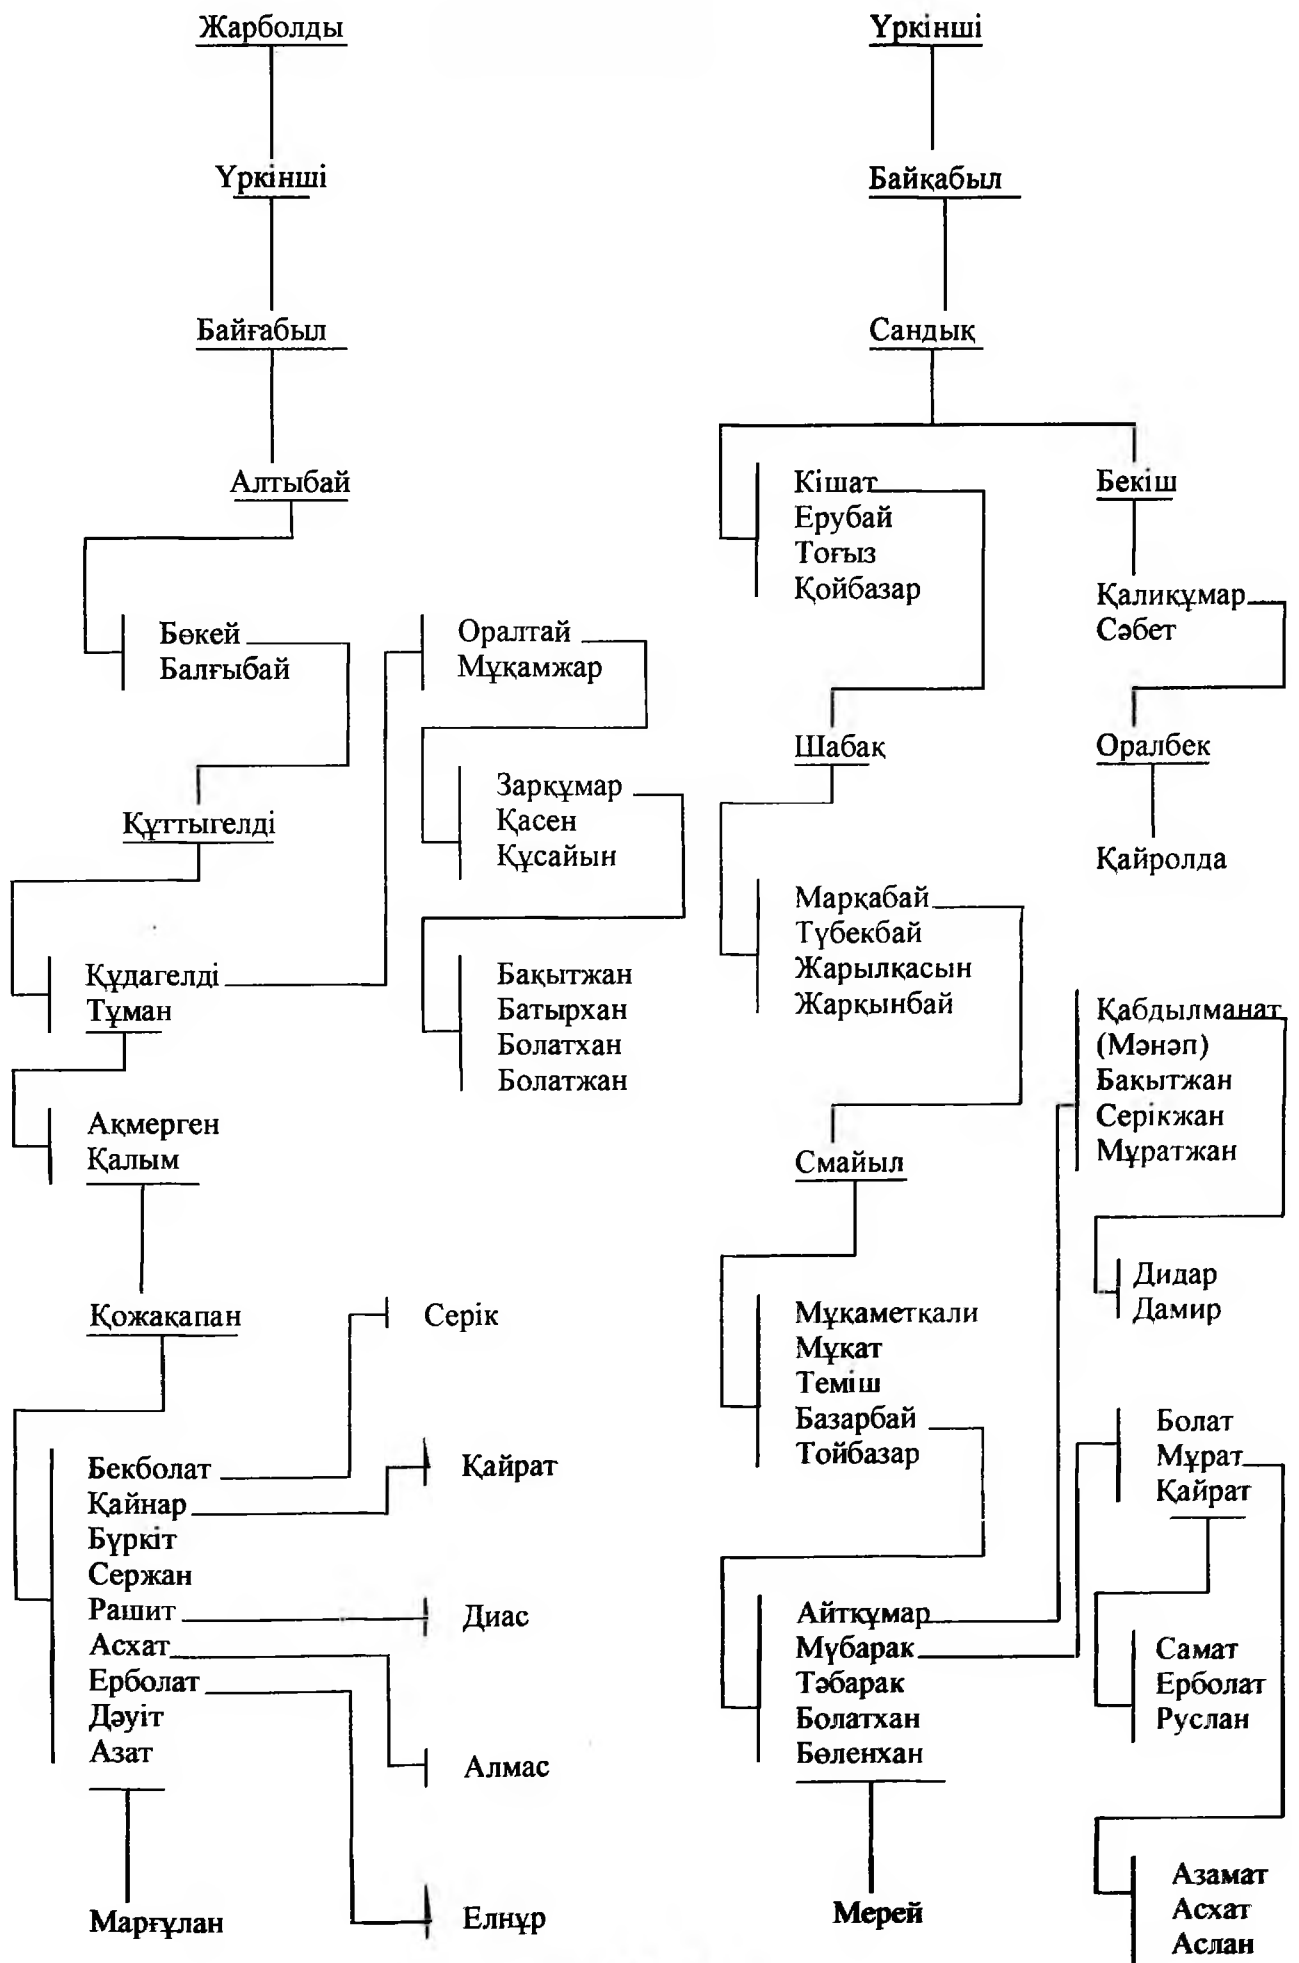 Жарболды
Үркінші
Байғабыл
Алтыбай
Бөкей
Балғыбай
Құттыгелді
Құдагелді
Тұман
Ақмерген
Қалым
Қожақапан
Бекболат
Қайнар
Бүркіт
Сержан
Рашит
Асхат
Ерболат
Дәуіт
Азат
Марғұлан
Оралтай
Мұқамжар
Зарқұмар
Қасен
Құсайын
Бақытжан
Батырхан
Болатхан
Болатжан
Серік
Қайрат
Диас
Алмас
Елнұр
Үркінші
Байқабыл
Сандық
Кішат
Ерубай
Тоғыз
Қойбазар
Шабақ
Марқабай
Түбекбай
Жарылқасын
Жарқынбай
Смайыл
Мұқаметқали
Мұқат
Теміш
Базарбай
Тойбазар
Айтқұмар
Мүбарак
Тәбарак
Болатхан
Бөленхан
Мерей
Бекіш
Қалиқұмар
Сәбет
Оралбек
Қайролда
Қабдылманат
(Мәнәп)
Бақытжан
Серікжан
Мұратжан
Дидар
Дамир
Болат
Мұрат
Қайрат
Самат
Ерболат
Руслан
Азамат
Асхат
Аслан